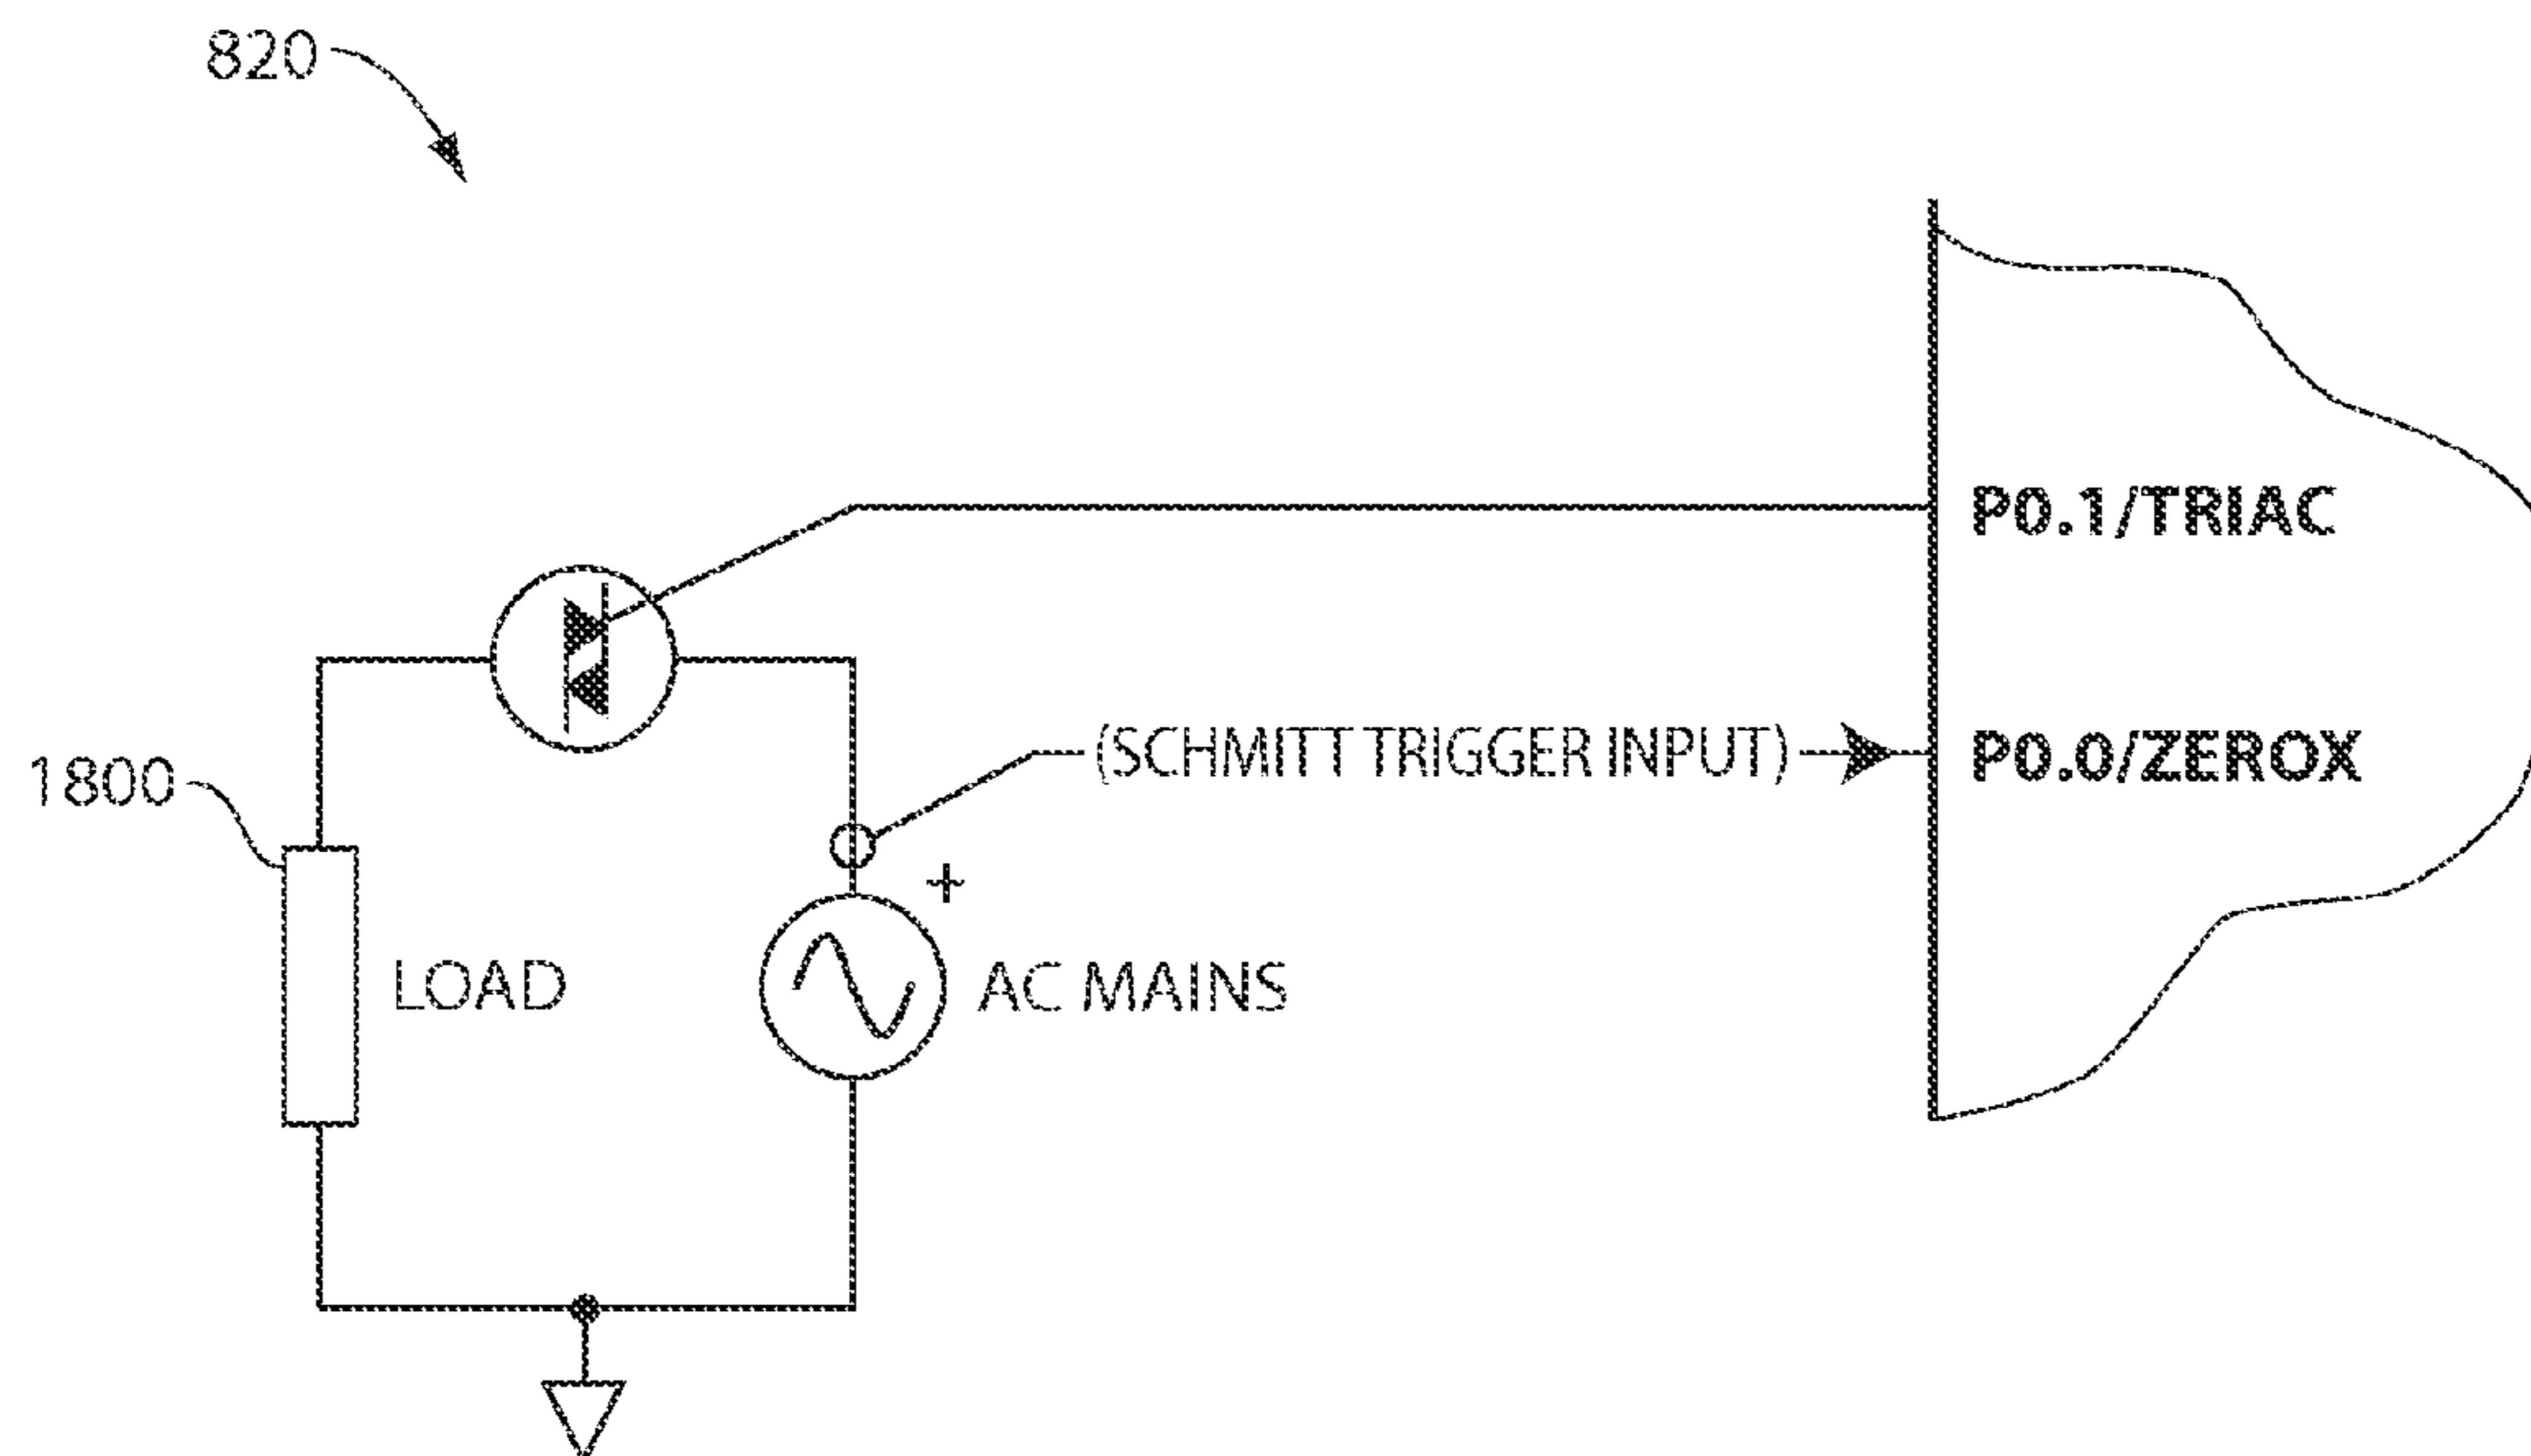 820
P0.1/TRIAC
(SCHMITT TRIGGER INPUT)
P0.0/ZEROX
1800
+
LOAD
AC MAINS